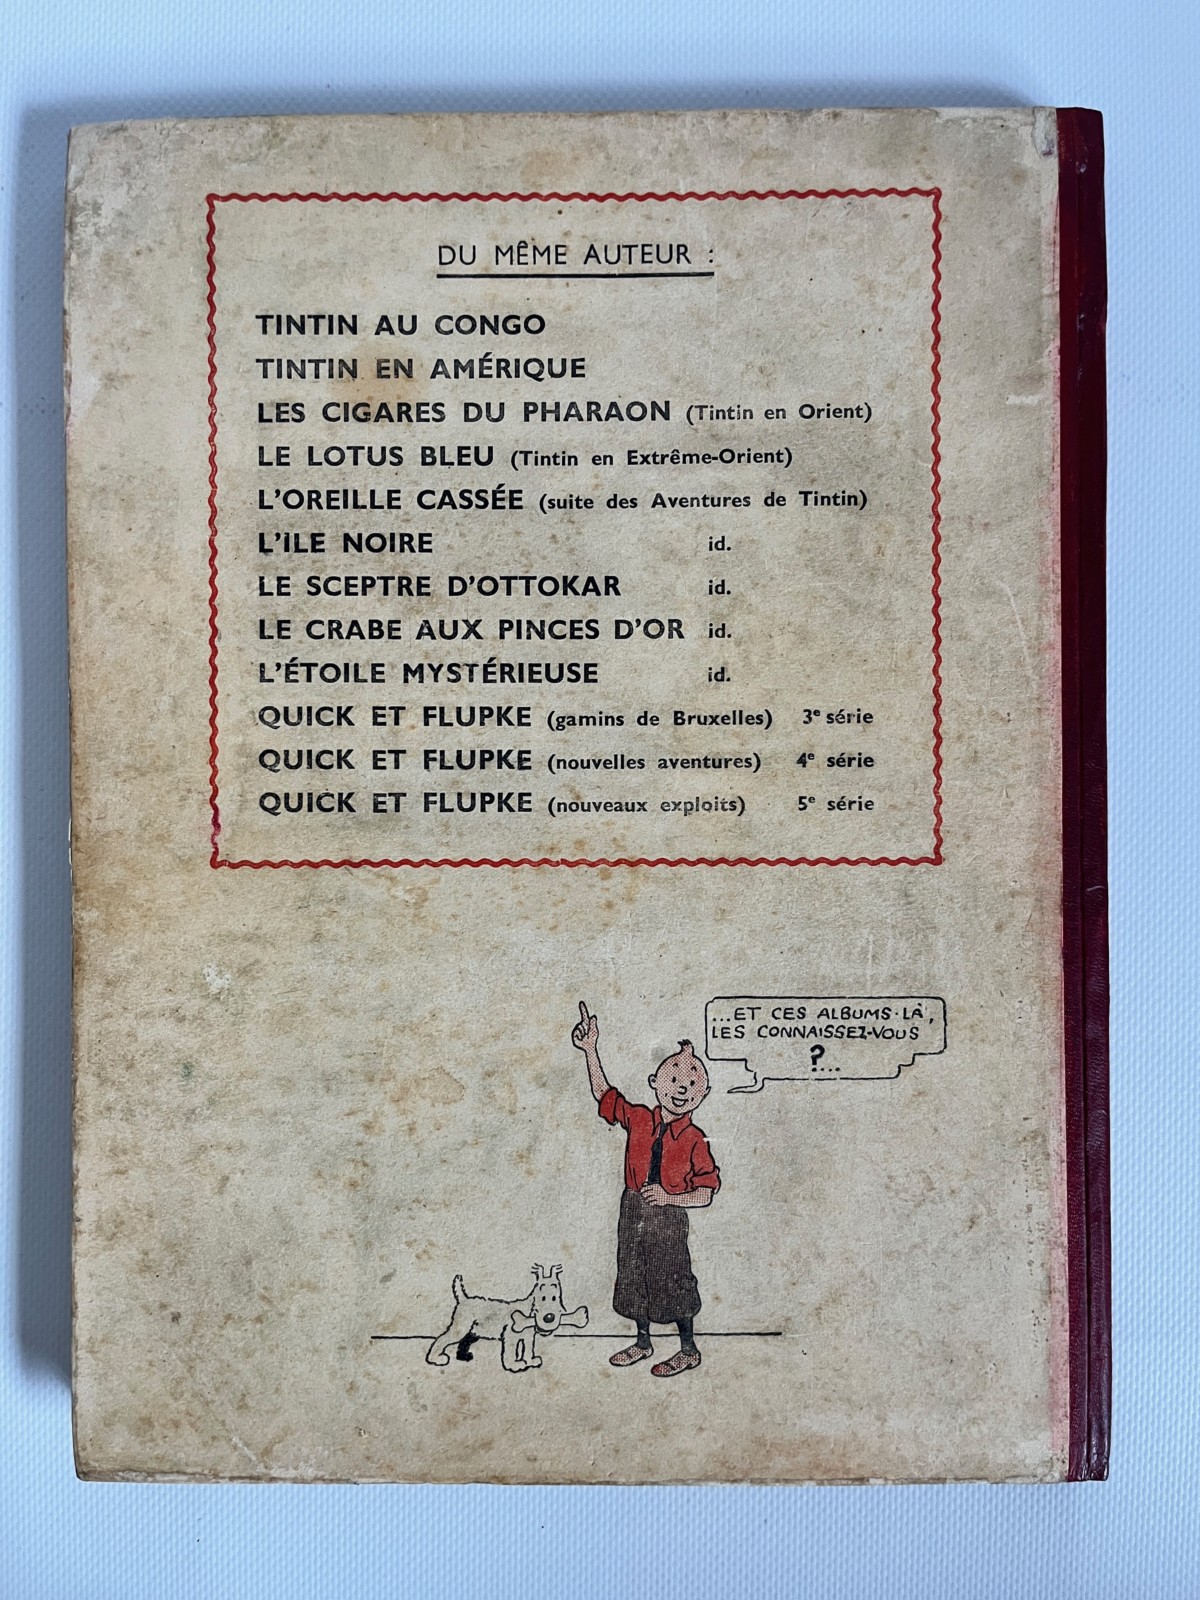 DU MÊME AUTEUR :
TINTIN AU CONGO
TINTIN EN AMÉRIQUE
LES CIGARES DU PHARAON (Tintin en Orient)
LE LOTUS BLEU (Tintin en Extrême-Orient)
L'OREILLE CASSÉE (suite des Aventures de Tintin)
L'ILE NOIRE id.
LE SCEPTRE D'OTTOKAR id.
LE CRABE AUX PINCES D'OR id.
L'ÉTOILE MYSTÉRIEUSE id.
QUICK ET FLUPKE (gamins de Bruxelles) 3e série
QUICK ET FLUPKE (nouvelles aventures) 4e série
QUICK ET FLUPKE (nouveaux exploits) 5e série
...ET CES ALBUMS-LÀ,
LES CONNAISSEZ-VOUS
?...